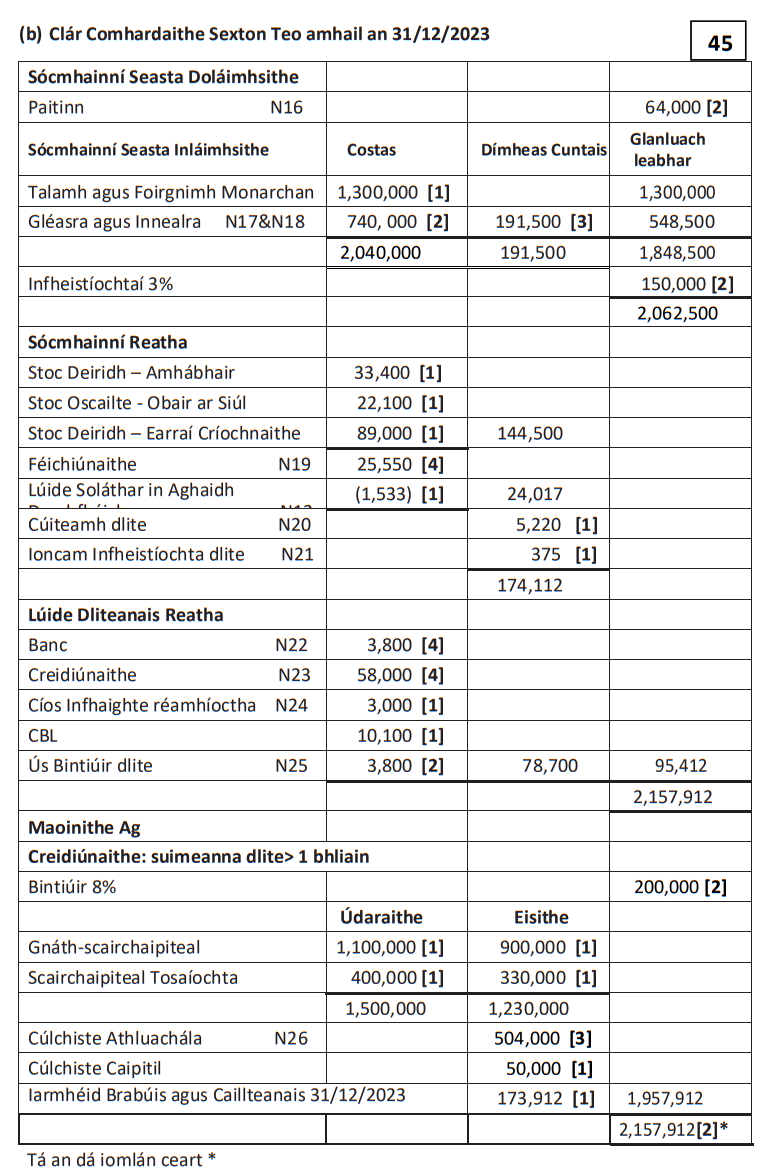 (b) Clár Comhardaithe Sexton Teo amhail an 31/12/2023
45
Sócmhainní Seasta Doláimhsithe
Paitinn N16 64,000 [2]
Sócmhainní Seasta Inláimhsithe Costas Dímheas Cuntais Glanluach leabhar
Talamh agus Foirgnimh Monarchan 1,300,000 [1] 1,300,000
Gléasra agus Innealra N17&N18 740, 000 [2] 191,500 [3] 548,500
2,040,000 191,500 1,848,500
Infheistíochtaí 3% 150,000 [2]
2,062,500
Sócmhainní Reatha
Stoc Deiridh – Amhábhair 33,400 [1]
Stoc Oscailte - Obair ar Siúl 22,100 [1]
Stoc Deiridh – Earraí Críochnaithe 89,000 [1] 144,500
Féichiúnaithe N19 25,550 [4]
Lúide Soláthar in Aghaidh (1,533) [1] 24,017
Cúiteamh dlite N20 5,220 [1]
Ioncam Infheistíochta dlite N21 375 [1]
174,112
Lúide Dliteanais Reatha
Banc N22 3,800 [4]
Creidiúnaithe N23 58,000 [4]
Cíos Infhaighte réamhíoctha N24 3,000 [1]
CBL 10,100 [1]
Ús Bintiúir dlite N25 3,800 [2] 78,700 95,412
2,157,912
Maoinithe Ag
Creidiúnaithe: suimeanna dlite> 1 bhliain
Bintiúir 8% 200,000 [2]
Údaraithe Eisithe
Gnáth-scairchaipiteal 1,100,000 [1] 900,000 [1]
Scairchaipiteal Tosaíochta 400,000 [1] 330,000 [1]
1,500,000 1,230,000
Cúlchiste Athluachála N26 504,000 [3]
Cúlchiste Caipitil 50,000 [1]
Iarmhéid Brabúis agus Caillteanais 31/12/2023 173,912 [1] 1,957,912
2,157,912[2]*
Tá an dá iomlán ceart *